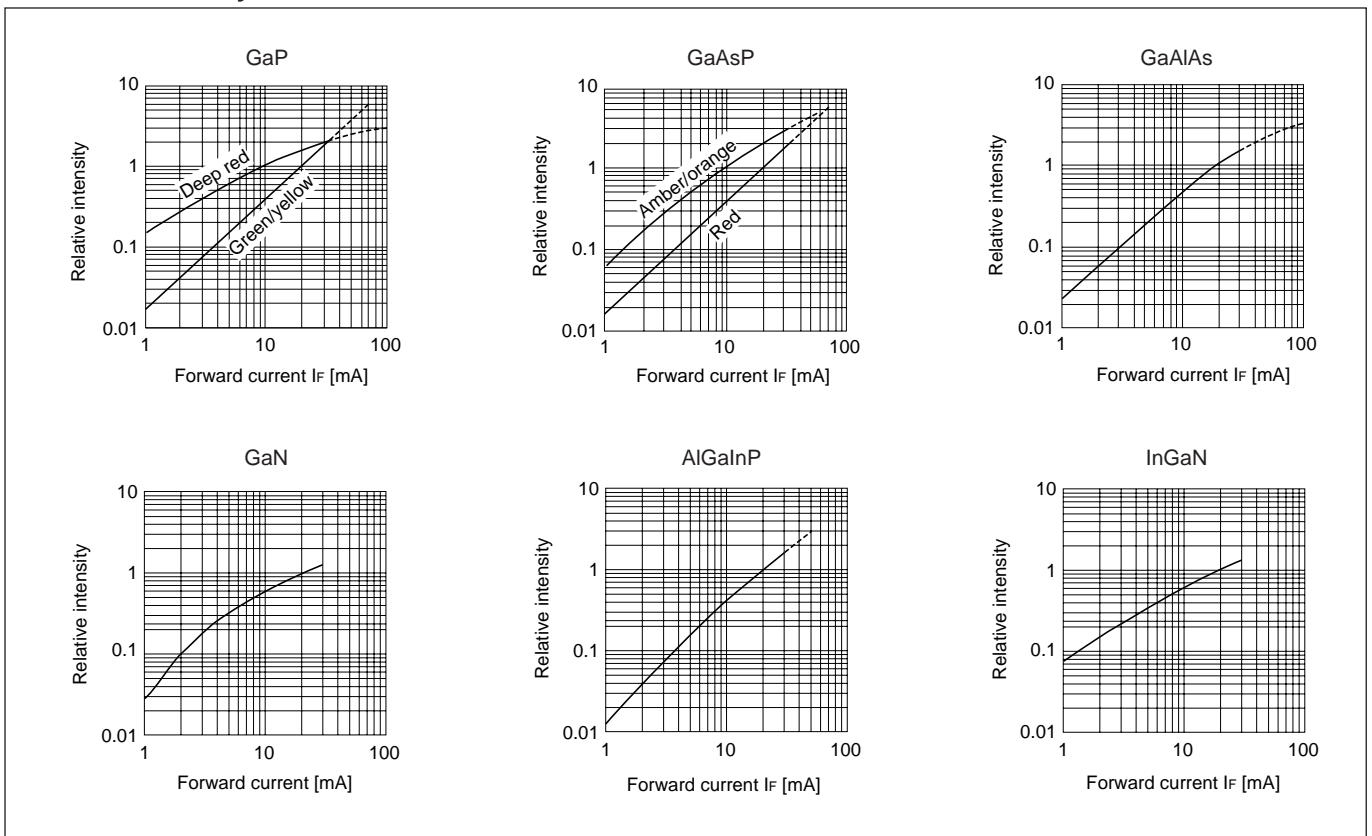 GaP
10
1
0.1
0.01
Relative intensity
Deep red
Green/yellow
1 10 100
Forward current IF [mA]
GaAsP
10
1
0.1
0.01
Relative intensity
Amber/orange
Red
1 10 100
Forward current IF [mA]
GaAlAs
10
1
0.1
0.01
Relative intensity
1 10 100
Forward current IF [mA]
GaN
10
1
0.1
0.01
Relative intensity
1 10 100
Forward current [mA]
AlGaInP
10
1
0.1
0.01
Relative intensity
1 10 100
Forward current IF [mA]
InGaN
10
1
0.1
0.01
Relative intensity
1 10 100
Forward current IF [mA]